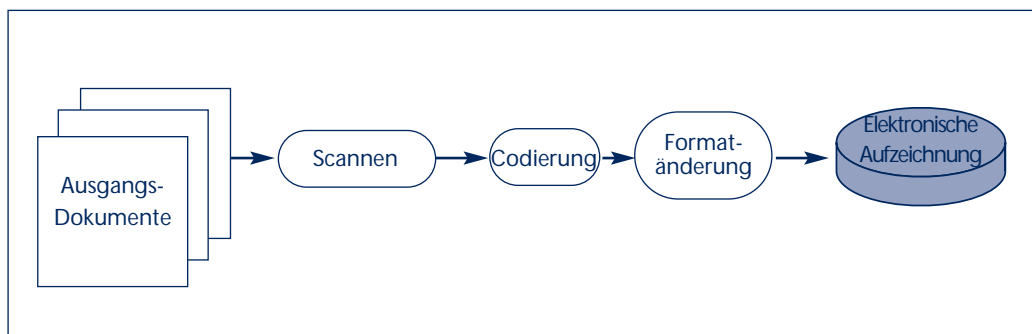 Ausgangs-
Dokumente
Scannen
Codierung
Format-
änderung
Elektronische
Aufzeichnung